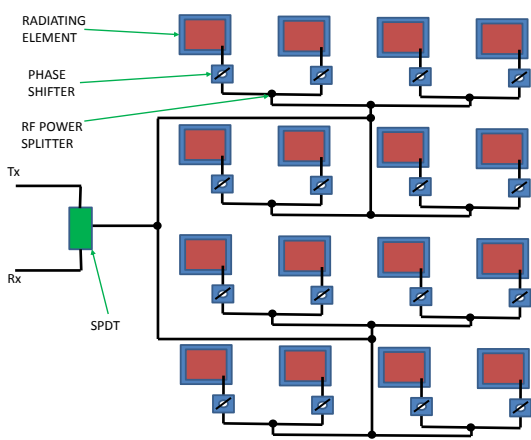 RADIATING
ELEMENT
PHASE
SHIFTER
RF POWER
SPLITTER
Tx
Rx
SPDT